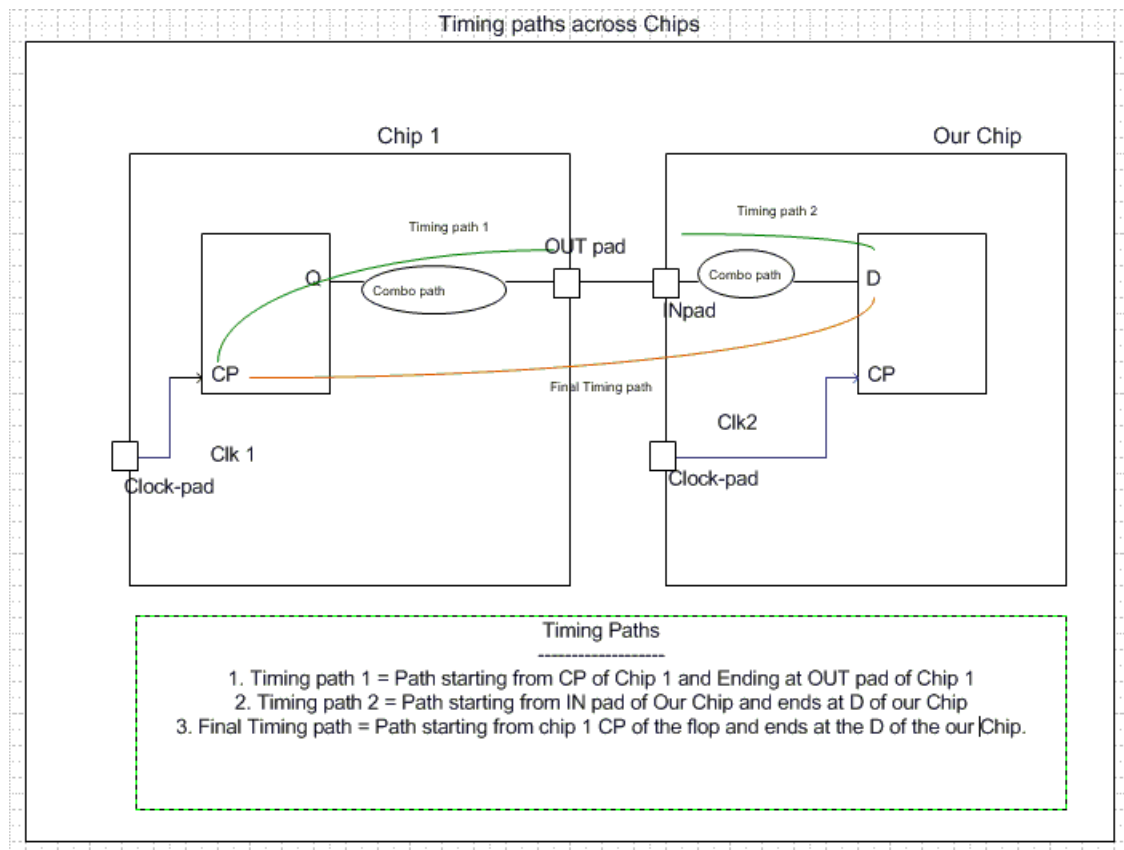 Timing paths across Chips
Chip 1
Our Chip
Timing path 1
Timing path 2
OUT pad
Q
Combo path
Combo path
D
INpad
CP
CP
Final Timing path
Clk2
Clk 1
Clock-pad
Clock-pad
Timing Paths
-------------------
1. Timing path 1 = Path starting from CP of Chip 1 and Ending at OUT pad of Chip 1
2. Timing path 2 = Path starting from IN pad of Our Chip and ends at D of our Chip
3. Final Timing path = Path starting from chip 1 CP of the flop and ends at the D of the our Chip.